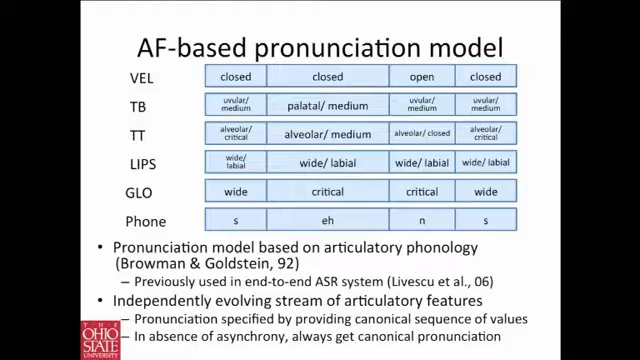 AF-based pronunciation model
VEL closed closed open closed
TB uvular/ medium palatal/ medium uvular/ medium uvular/ medium
TT alveolar/ critical alveolar/ medium alveolar/ closed alveolar/ critical
LIPS wide/ labial wide/ labial wide/ labial wide/ labial
GLO wide critical critical wide
Phone s eh n s
• Pronunciation model based on articulatory phonology
(Browman & Goldstein, 92)
– Previously used in end-to-end ASR system (Livescu et al., 06)
• Independently evolving stream of articulatory features
– Pronunciation specified by providing canonical sequence of values
– In absence of asynchrony, always get canonical pronunciation
THE
OHIO
STATE
UNIVERSITY